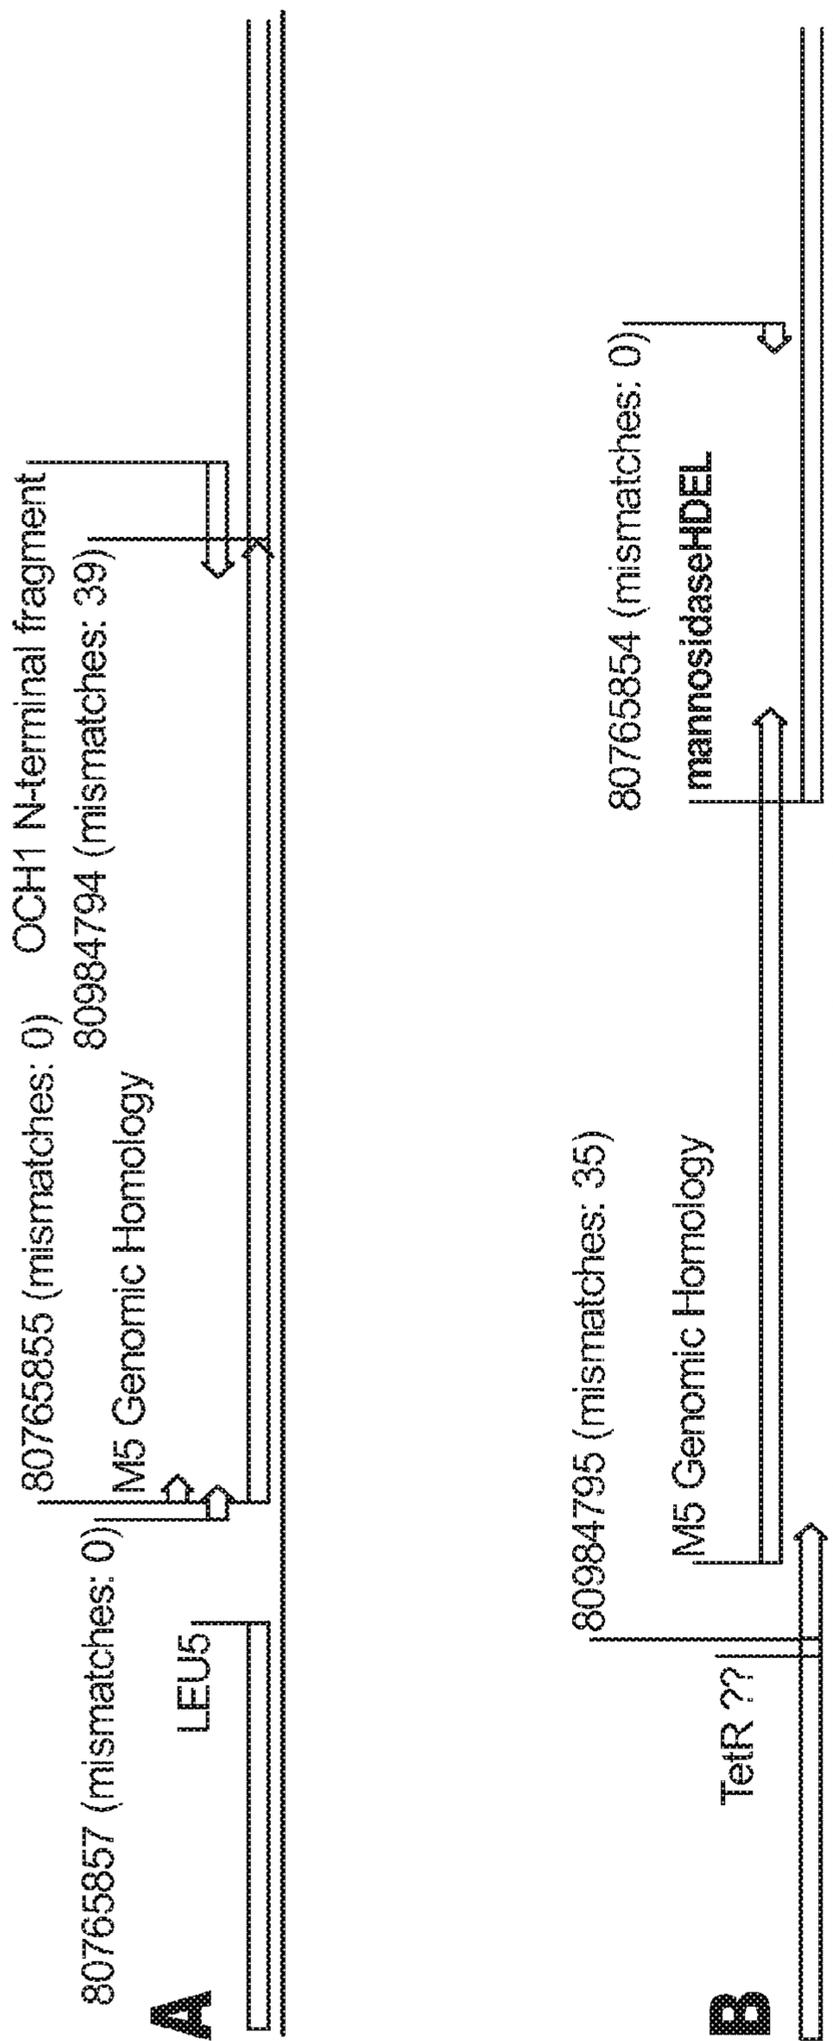 A
80765857 (mismatches: 0)
LEU5
80765855 (mismatches: 0)
M5 Genomic Homology
OCH1 N-terminal fragment
80984794 (mismatches: 39)
B
TetR ??
80984795 (mismatches: 35)
M5 Genomic Homology
80765854 (mismatches: 0)
mannosidaseHDEL